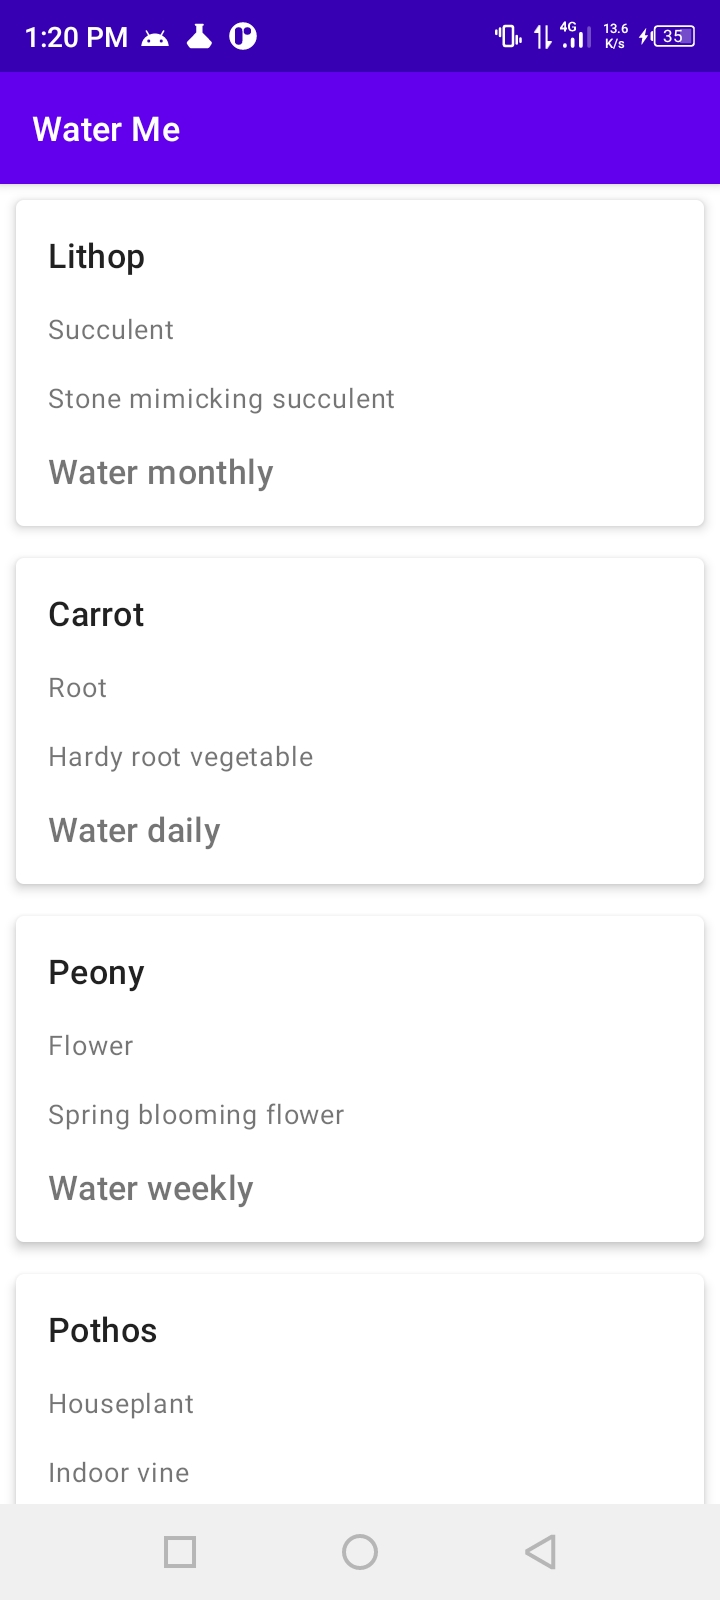 1:20 PM 4G 13.6 K/s 35
Water Me
Lithop
Succulent
Stone mimicking succulent
Water monthly
Carrot
Root
Hardy root vegetable
Water daily
Peony
Flower
Spring blooming flower
Water weekly
Pothos
Houseplant
Indoor vine